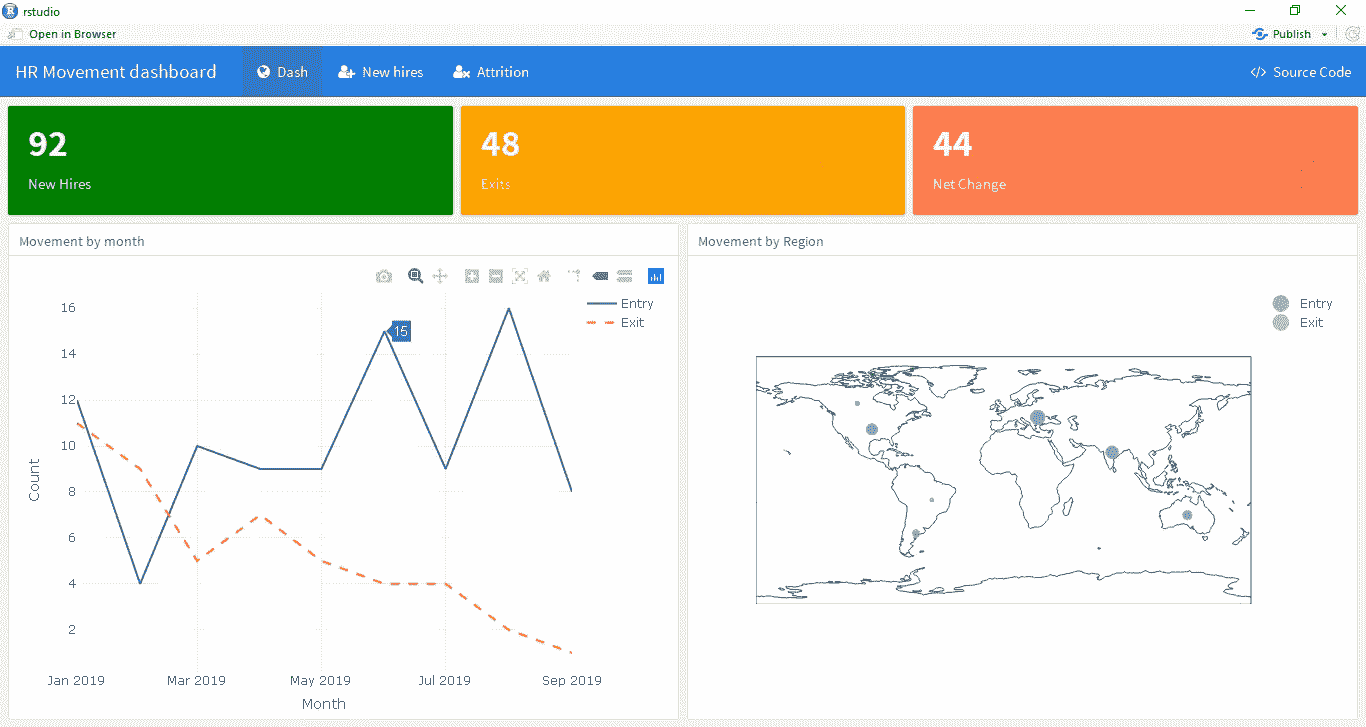 rstudio
Open in Browser
Publish
HR Movement dashboard
Dash
New hires
Attrition
Source Code
92
New Hires
48
Exits
44
Net Change
Movement by month
Movement by Region
Entry
Exit
15
16
14
12
10
8
6
4
2
Count
Jan 2019
Mar 2019
May 2019
Jul 2019
Sep 2019
Month
Entry
Exit